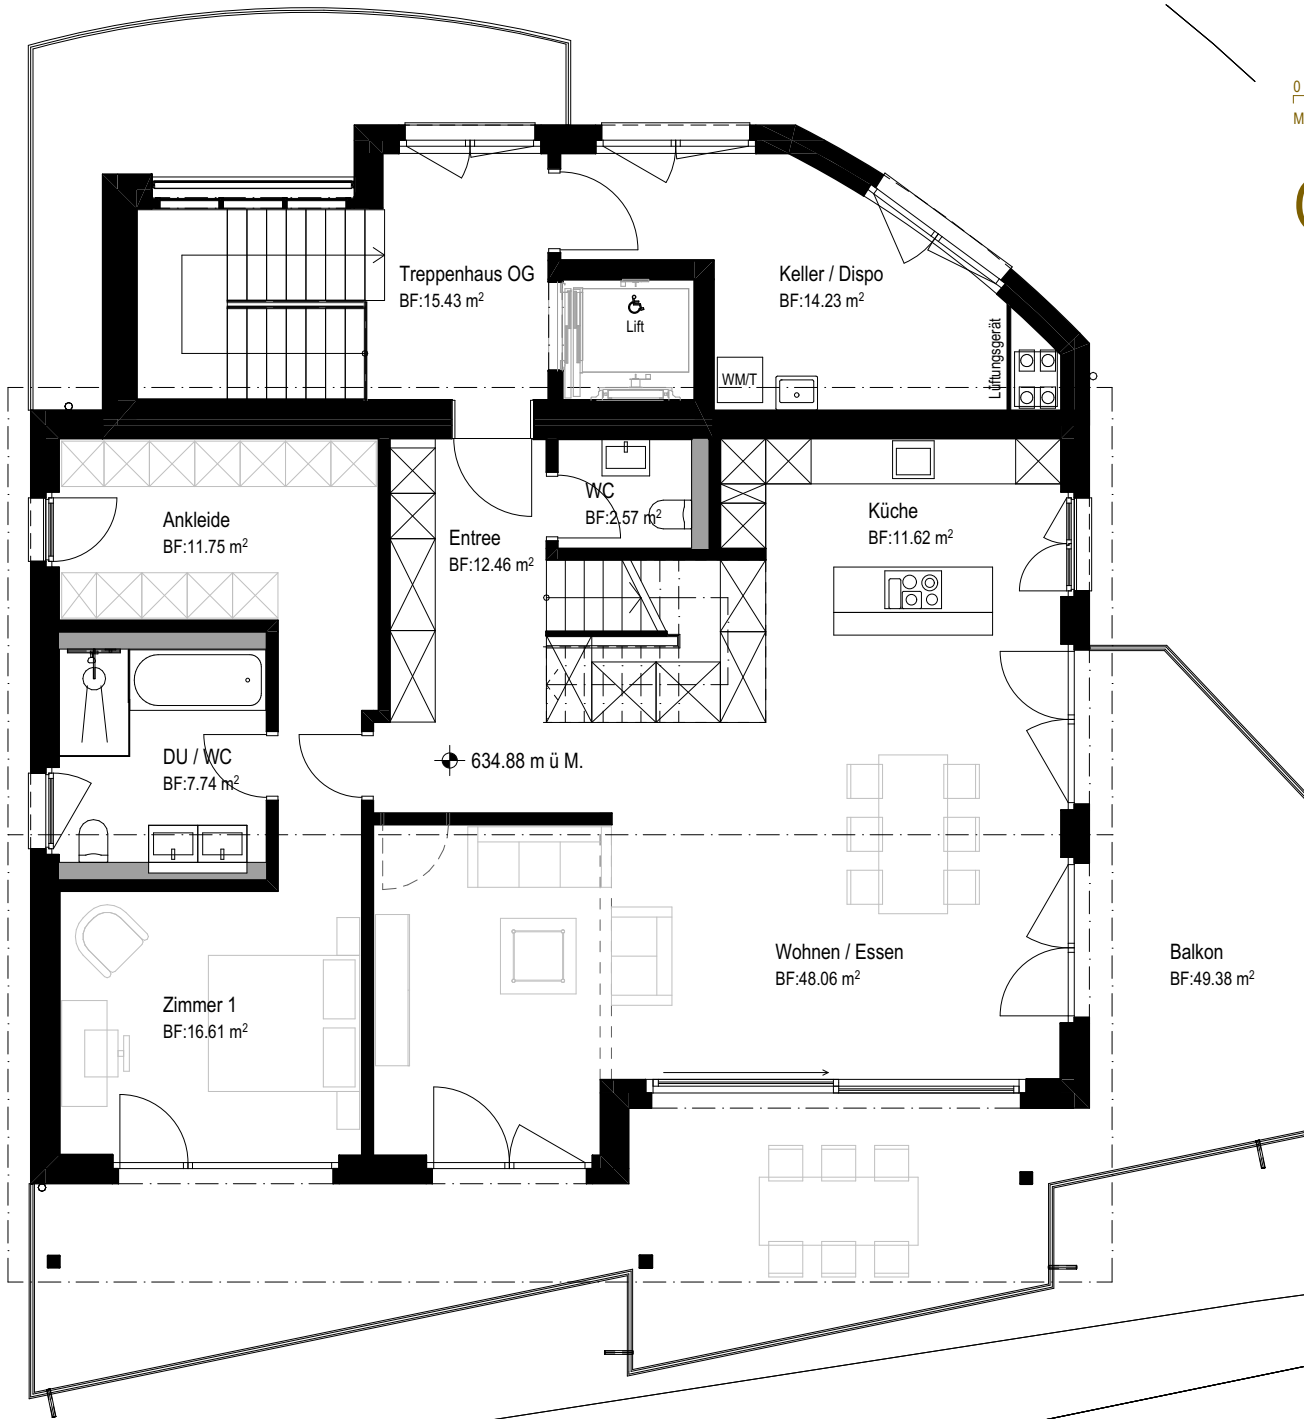 0
M
Treppenhaus OG
BF:15.43 m²
Keller / Dispo
BF:14.23 m²
Lift
Lüftungsgerät
WM/T
Ankleide
BF:11.75 m²
WC
BF:2.57 m²
Entree
BF:12.46 m²
Küche
BF:11.62 m²
DU / WC
BF:7.74 m²
634.88 m ü M.
Wohnen / Essen
BF:48.06 m²
Balkon
BF:49.38 m²
Zimmer 1
BF:16.61 m²